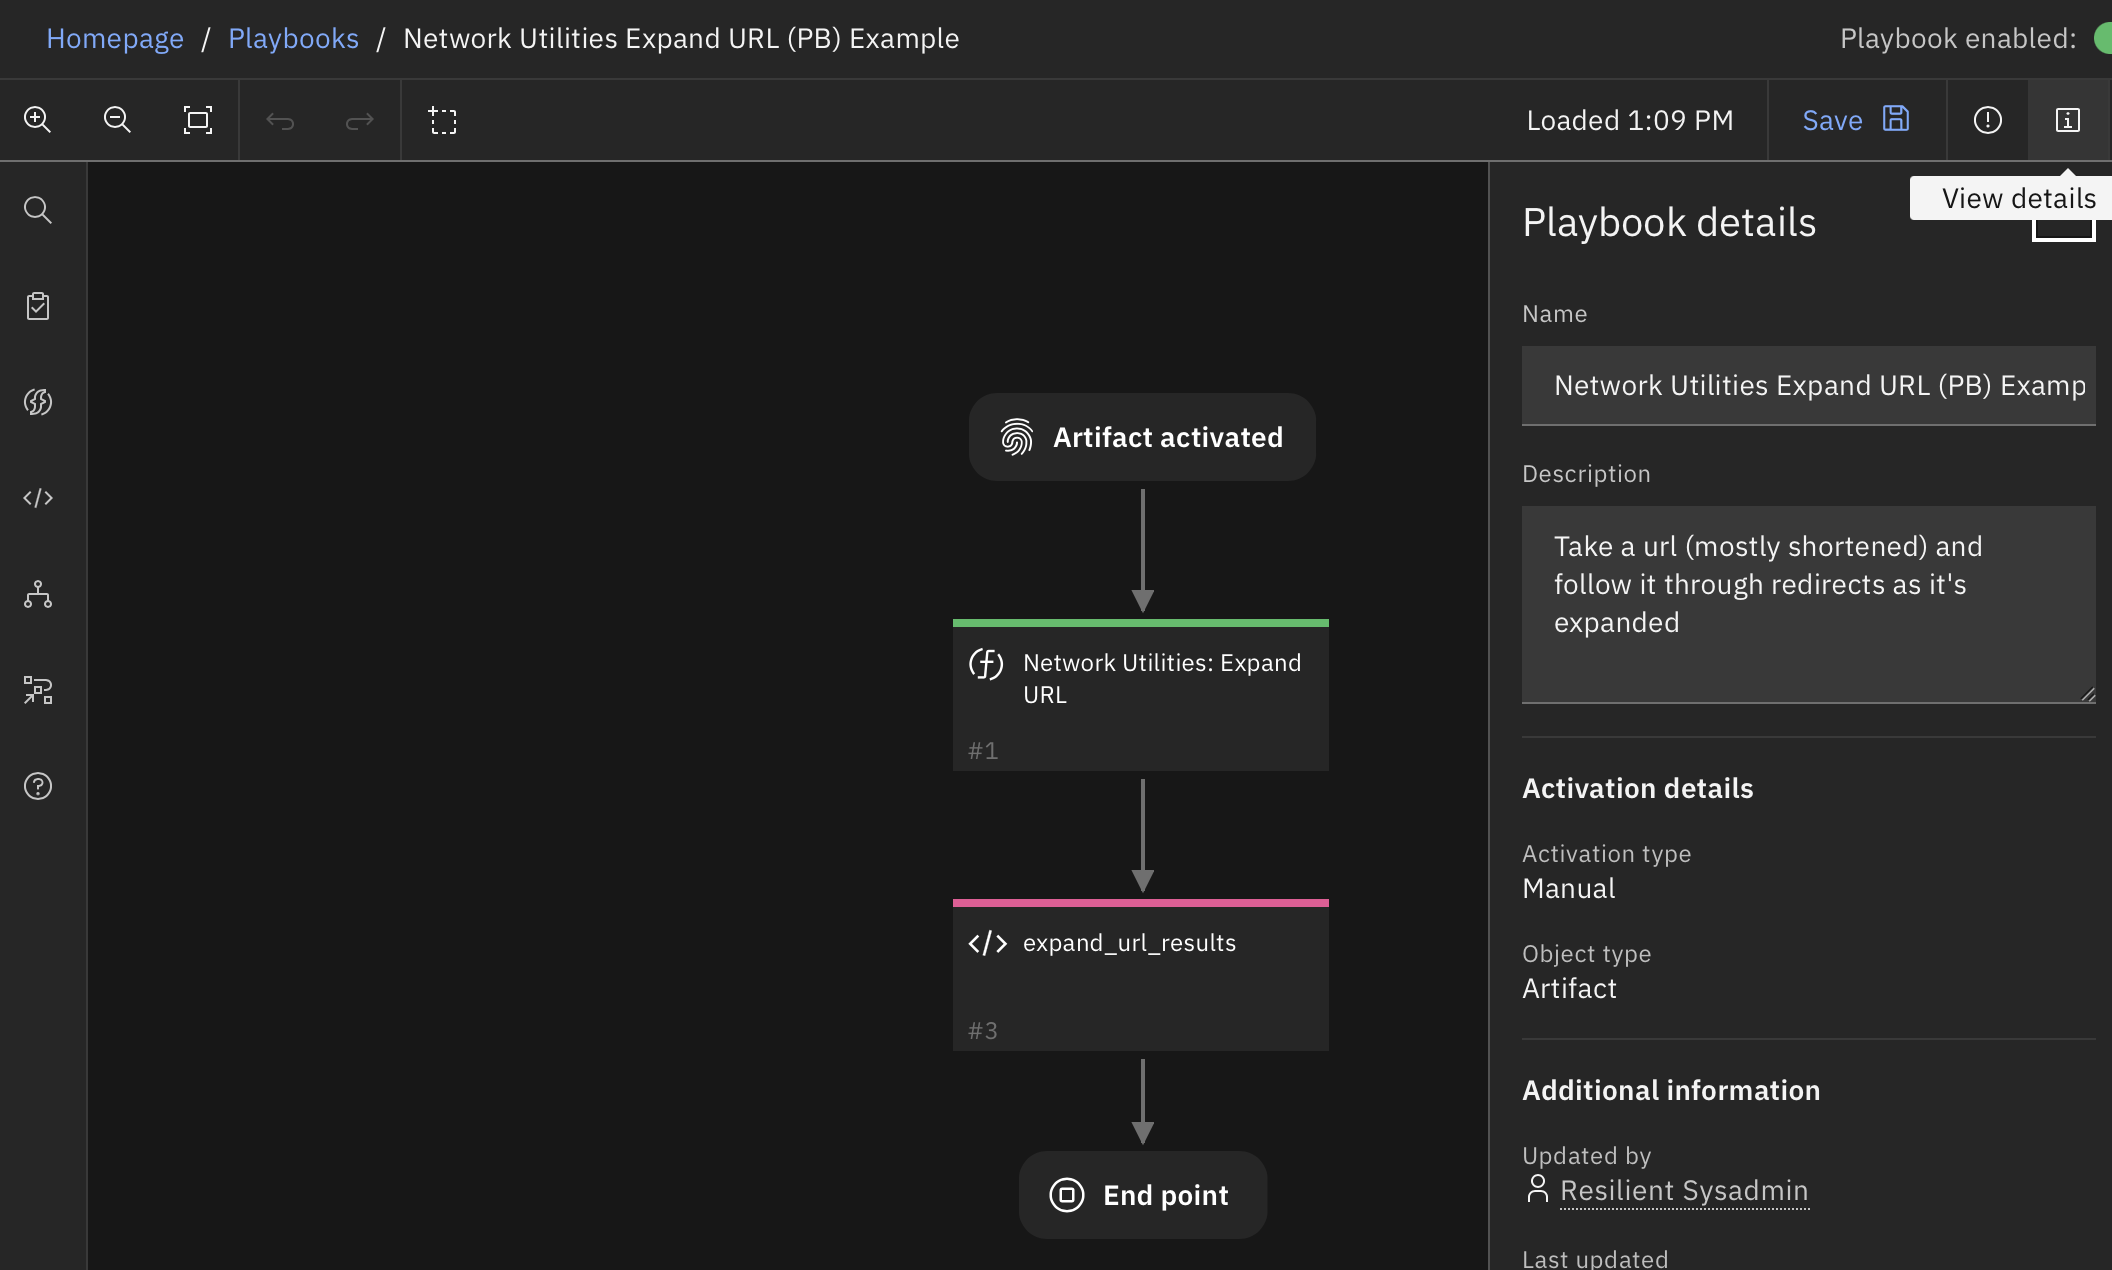 Homepage / Playbooks / Network Utilities Expand URL (PB) Example
Playbook enabled:
Loaded 1:09 PM
Save
View details
Artifact activated
Network Utilities: Expand
URL
#1
expand_url_results
#3
End point
Playbook details
Name
Network Utilities Expand URL (PB) Examp
Description
Take a url (mostly shortened) and
follow it through redirects as it's
expanded
Activation details
Activation type
Manual
Object type
Artifact
Additional information
Updated by
Resilient Sysadmin
Last updated